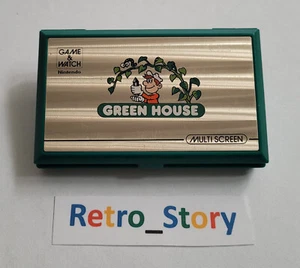 GAME &
WATCH
Nintendo
GREEN HOUSE
MULTI SCREEN
Retro_Story